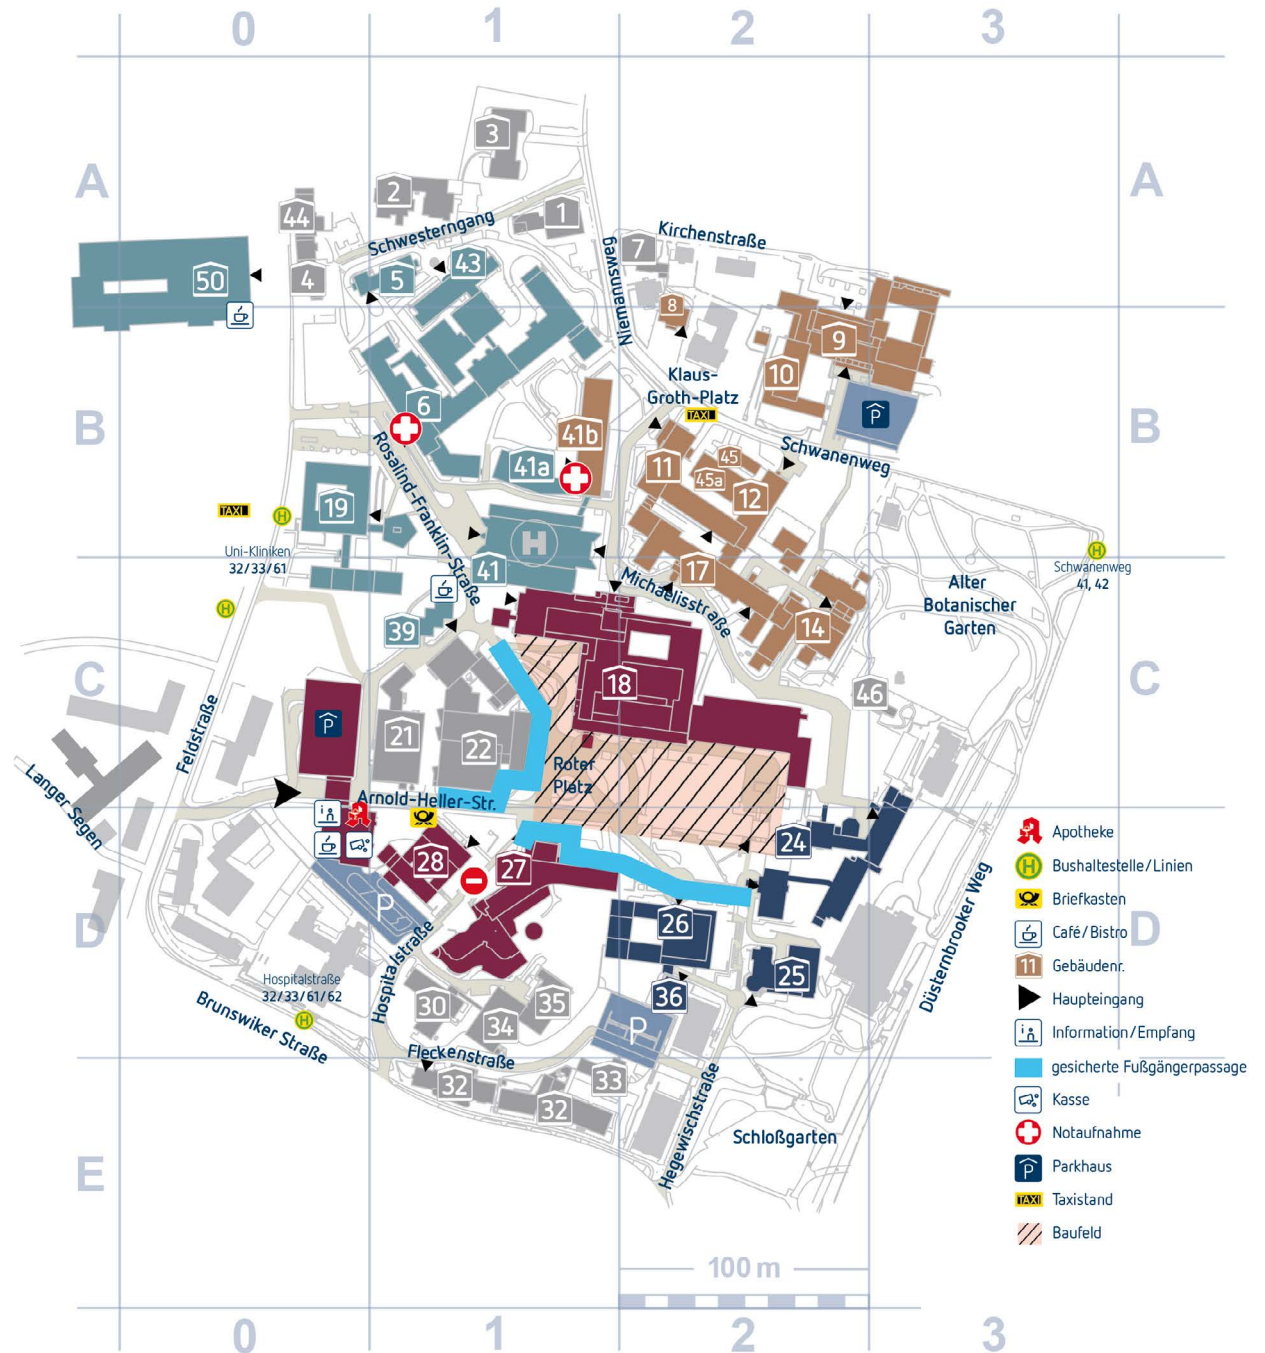 0
1
2
3
A
A
3
2
44
1
Schwesterngang
7
Kirchenstraße
50
4
5
43
Niemannsweg
8
9
10
Klaus-
Groth-Platz
TAXI
P
B
B
6
41b
Rosalind-Franklin-Straße
41a
11
45
45a
12
Schwanenweg
19
TAXI
H
H
Uni-Kliniken
32/33/61
41
17
H
Schwanenweg
41, 42
Michaelisstraße
Alter
Botanischer
Garten
H
39
14
C
C
18
46
P
21
22
Feldstraße
Roter
Platz
Langer Segen
Arnold-Heller-Str.
24
28
27
P
D
D
26
Hospitalstraße
25
Hospitalstraße
32/33/61/62
H
36
Brunswiker Straße
30
35
34
P
Düsternbrooker Weg
Fleckenstraße
32
33
32
Hegewischstraße
Schloßgarten
E
Apotheke
H
Bushaltestelle/Linien
Briefkasten
Café/Bistro
11
Gebäudenr.
Haupteingang
i
Information/Empfang
gesicherte Fußgängerpassage
Kasse
Notaufnahme
P
Parkhaus
TAXI
Taxistand
Baufeld
100 m
0
1
2
3